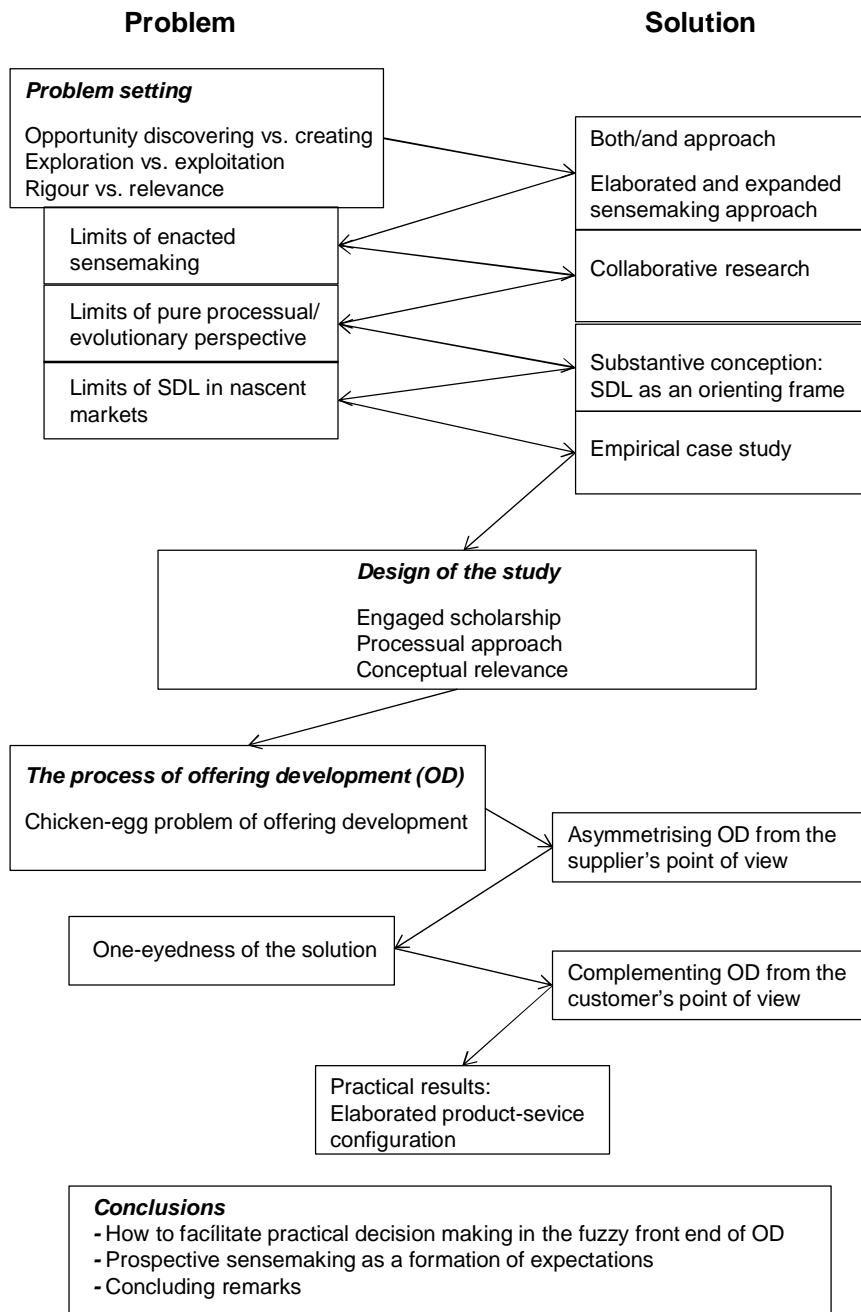 Problem
Solution
Problem setting
Opportunity discovering vs. creating
Exploration vs. exploitation
Rigour vs. relevance
Both/and approach
Elaborated and expanded
sensemaking approach
Limits of enacted
sensemaking
Collaborative research
Limits of pure processual/
evolutionary perspective
Substantive conception:
SDL as an orienting frame
Limits of SDL in nascent
markets
Empirical case study
Design of the study
Engaged scholarship
Processual approach
Conceptual relevance
The process of offering development (OD)
Chicken-egg problem of offering development
Asymmetrising OD from the
supplier’s point of view
One-eyedness of the solution
Complementing OD from the
customer’s point of view
Practical results:
Elaborated product-sevice
configuration
Conclusions
- How to facílitate practical decision making in the fuzzy front end of OD
- Prospective sensemaking as a formation of expectations
- Concluding remarks